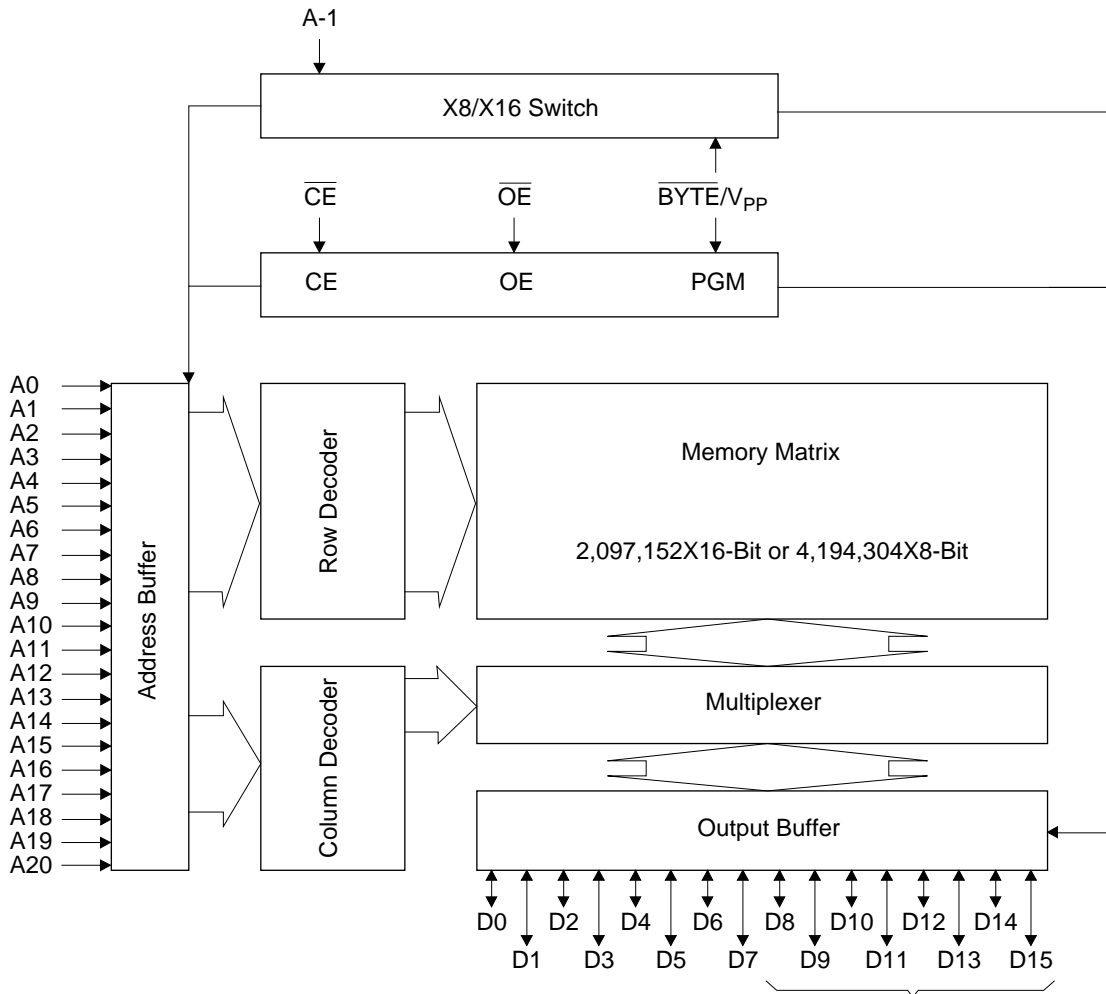 A-1
X8/X16 Switch
CE OE BYTE/VPP
CE OE PGM
A0
A1
A2
A3
A4
A5
A6
A7
A8
A9
A10
A11
A12
A13
A14
A15
A16
A17
A18
A19
A20
Address Buffer
Row Decoder
Memory Matrix
2,097,152X16-Bit or 4,194,304X8-Bit
Column Decoder
Multiplexer
Output Buffer
D0 D2 D4 D6 D8 D10 D12 D14
D1 D3 D5 D7 D9 D11 D13 D15